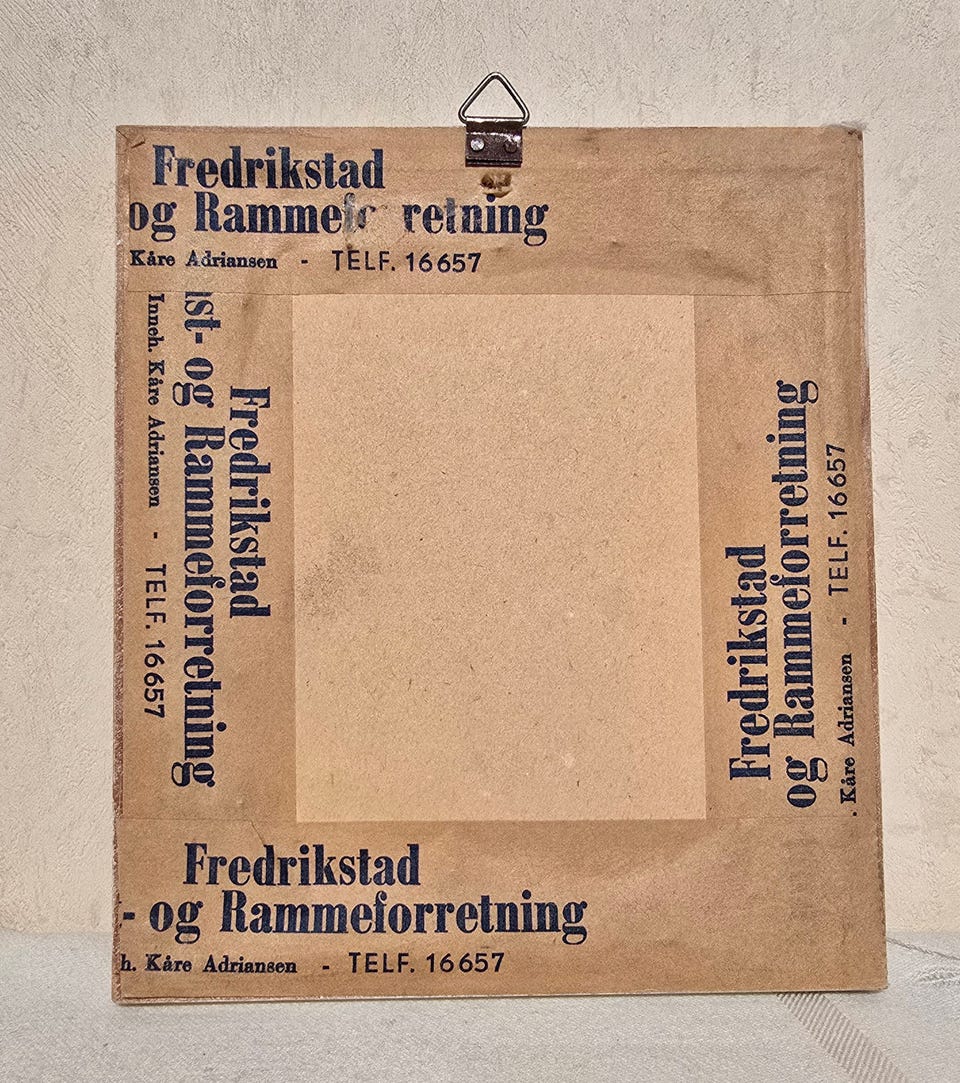 Fredrikstad
og Rammeforretning
Kåre Adriansen - TELF. 16657
Fredrikstad
st- og Rammeforretning
Inneh. Kåre Adriansen - TELF. 16657
Fredrikstad
og Rammeforretning
. Kåre Adriansen - TELF. 16657
Fredrikstad
- og Rammeforretning
h. Kåre Adriansen - TELF. 16657